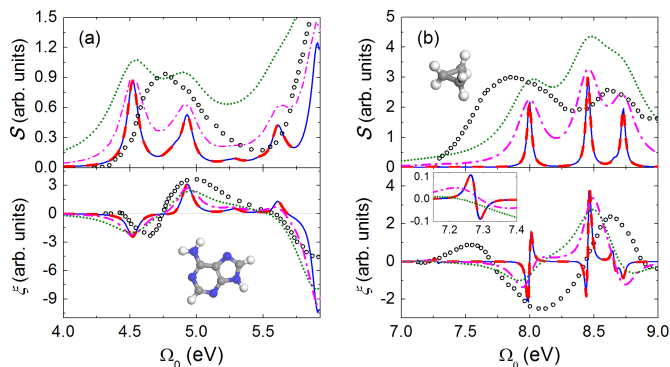 (a)
S (arb. units)
1.5
1.2
0.9
0.6
0.3
0.0
ξ (arb. units)
3
0
-3
-6
-9
4.0 4.5 5.0 5.5
Ω0 (eV)
(b)
S (arb. units)
5
4
3
2
1
0
ξ (arb. units)
4
2
0
-2
0.1
0.0
-0.1
7.2 7.3 7.4
7.0 7.5 8.0 8.5 9.0
Ω0 (eV)